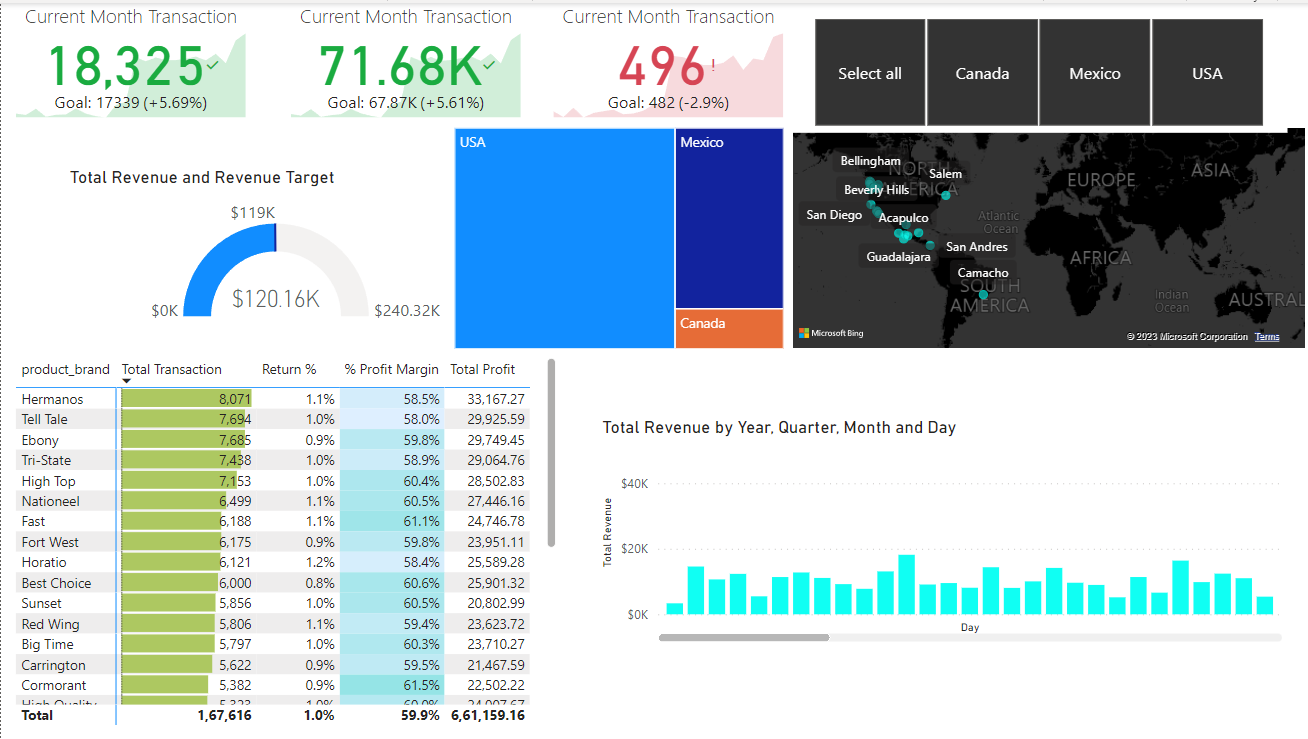 Current Month Transaction
18,325✓
Goal: 17339 (+5.69%)
Current Month Transaction
71.68K✓
Goal: 67.87K (+5.61%)
Current Month Transaction
496!
Goal: 482 (-2.9%)
Select all
Canada
Mexico
USA
Total Revenue and Revenue Target
$119K
$0K
$120.16K
$240.32K
USA
Mexico
Canada
Bellingham
NORTH AMERICA
Salem
Beverly Hills
San Diego
Acapulco
Guadalajara
San Andres
Camacho
SOUTH
AMERICA
Atlantic
Ocean
EUROPE
ASIA
AFRICA
Indian
Ocean
AUSTRAL
Microsoft Bing
© 2023 Microsoft Corporation Terms
product_brand Total Transaction Return % % Profit Margin Total Profit
Hermanos 8,071 1.1% 58.5% 33,167.27
Tell Tale 7,694 1.0% 58.0% 29,925.59
Ebony 7,685 0.9% 59.8% 29,749.45
Tri-State 7,438 1.0% 58.9% 29,064.76
High Top 7,153 1.0% 60.4% 28,502.83
Nationeel 6,499 1.1% 60.5% 27,446.16
Fast 6,188 1.1% 61.1% 24,746.78
Fort West 6,175 0.9% 59.8% 23,951.11
Horatio 6,121 1.2% 58.4% 25,589.28
Best Choice 6,000 0.8% 60.6% 25,901.32
Sunset 5,856 1.0% 60.5% 20,802.99
Red Wing 5,806 1.1% 59.4% 23,623.72
Big Time 5,797 1.0% 60.3% 23,710.27
Carrington 5,622 0.9% 59.5% 21,467.59
Cormorant 5,382 0.9% 61.5% 22,502.22
High Quality 5,323 1.0% 60.0% 24,007.67
Total 1,67,616 1.0% 59.9% 6,61,159.16
Total Revenue by Year, Quarter, Month and Day
Total Revenue
$40K
$20K
$0K
Day